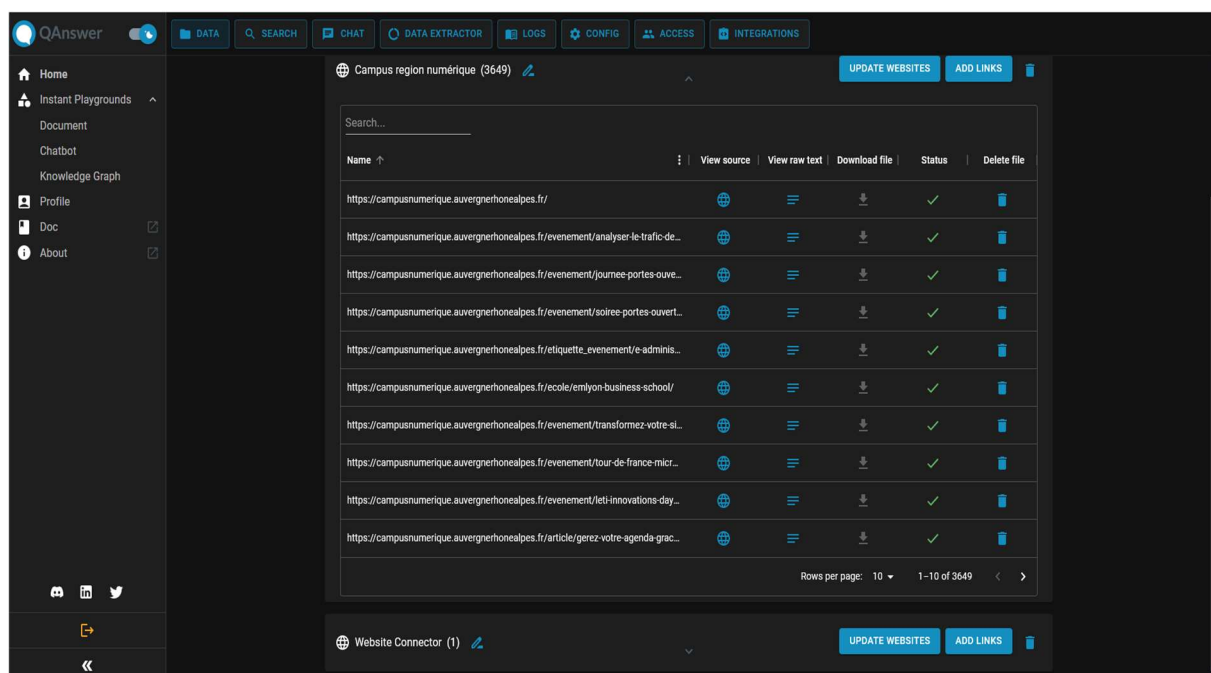 QAnswer
DATA
SEARCH
CHAT
DATA EXTRACTOR
LOGS
CONFIG
ACCESS
INTEGRATIONS
Home
Instant Playgrounds
Document
Chatbot
Knowledge Graph
Profile
Doc
About
Campus region numérique (3649)
UPDATE WEBSITES
ADD LINKS
Search...
Name
View source
View raw text
Download file
Status
Delete file
https://campusnumerique.auvergnerhonealpes.fr/
https://campusnumerique.auvergnerhonealpes.fr/evenement/analyser-le-trafic-de...
https://campusnumerique.auvergnerhonealpes.fr/evenement/journee-portes-ouve...
https://campusnumerique.auvergnerhonealpes.fr/evenement/soiree-portes-ouvert...
https://campusnumerique.auvergnerhonealpes.fr/etiquette_evenement/e-adminis...
https://campusnumerique.auvergnerhonealpes.fr/ecole/emlyon-business-school/
https://campusnumerique.auvergnerhonealpes.fr/evenement/transformez-votre-si...
https://campusnumerique.auvergnerhonealpes.fr/evenement/tour-de-france-micr...
https://campusnumerique.auvergnerhonealpes.fr/evenement/leti-innovations-day...
https://campusnumerique.auvergnerhonealpes.fr/article/gerez-votre-agenda-grac...
Rows per page: 10
1–10 of 3649
Website Connector (1)
UPDATE WEBSITES
ADD LINKS